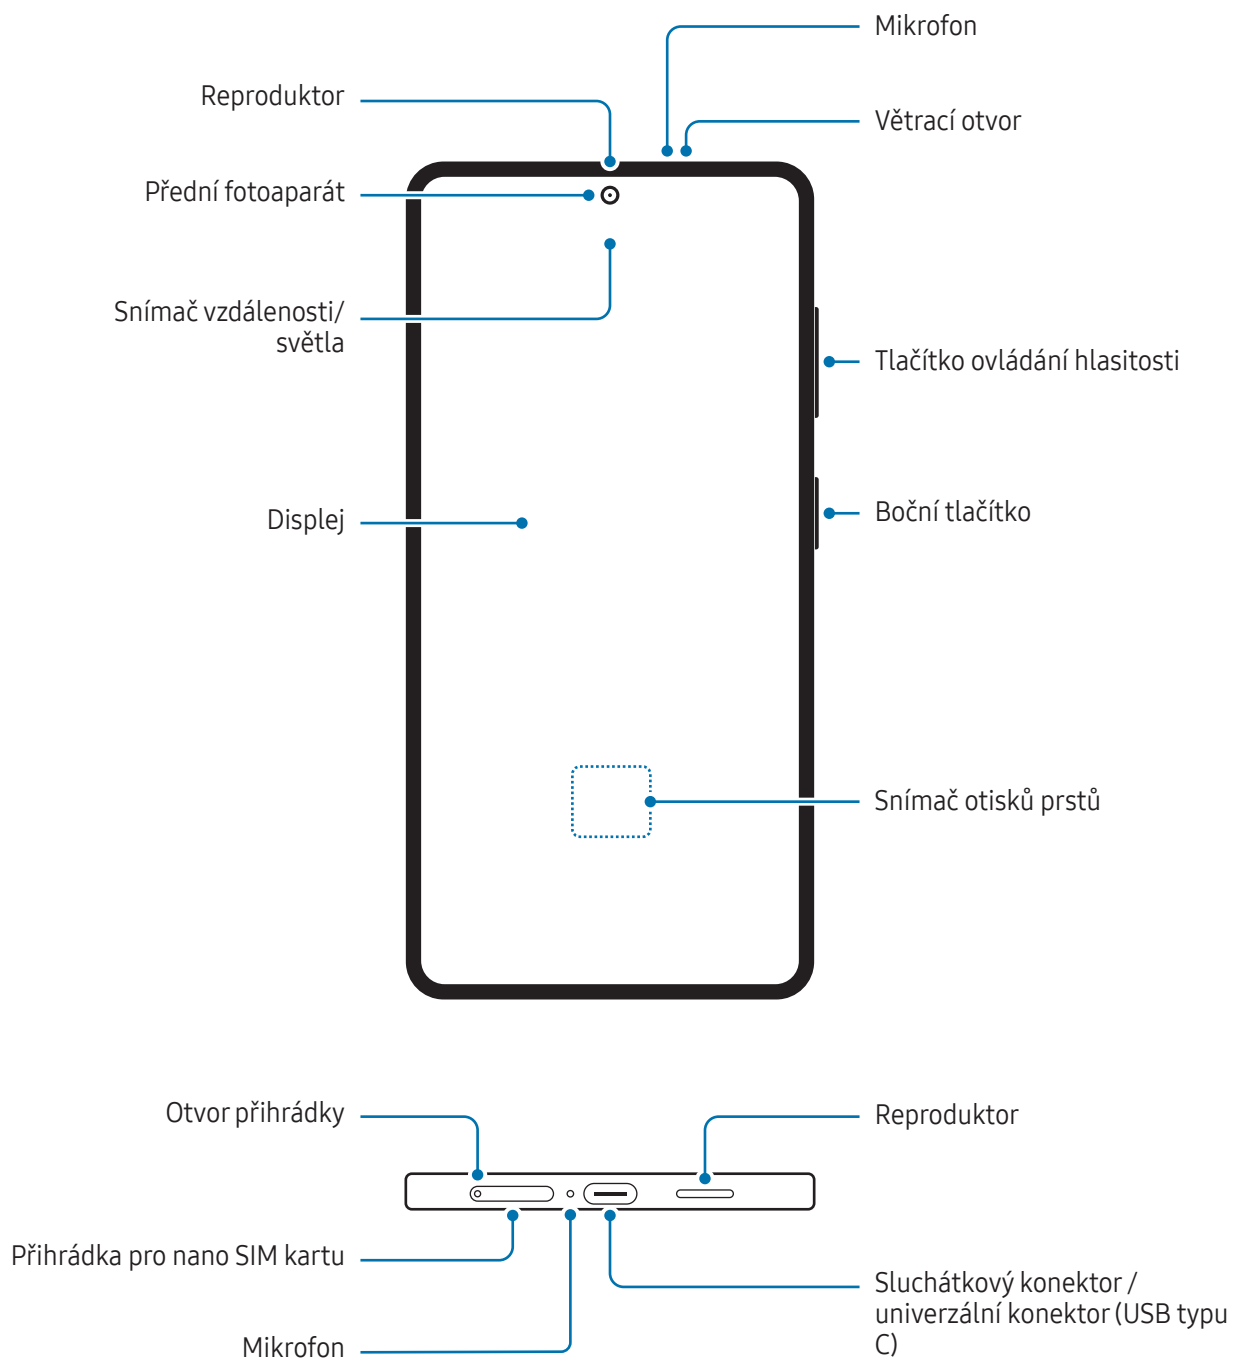 Mikrofon
Reproduktor
Větrací otvor
Přední fotoaparát
Snímač vzdálenosti/
světla
Tlačítko ovládání hlasitosti
Displej
Boční tlačítko
Snímač otisků prstů
Otvor přihrádky
Reproduktor
Přihrádka pro nano SIM kartu
Sluchátkový konektor /
univerzální konektor (USB typu
C)
Mikrofon